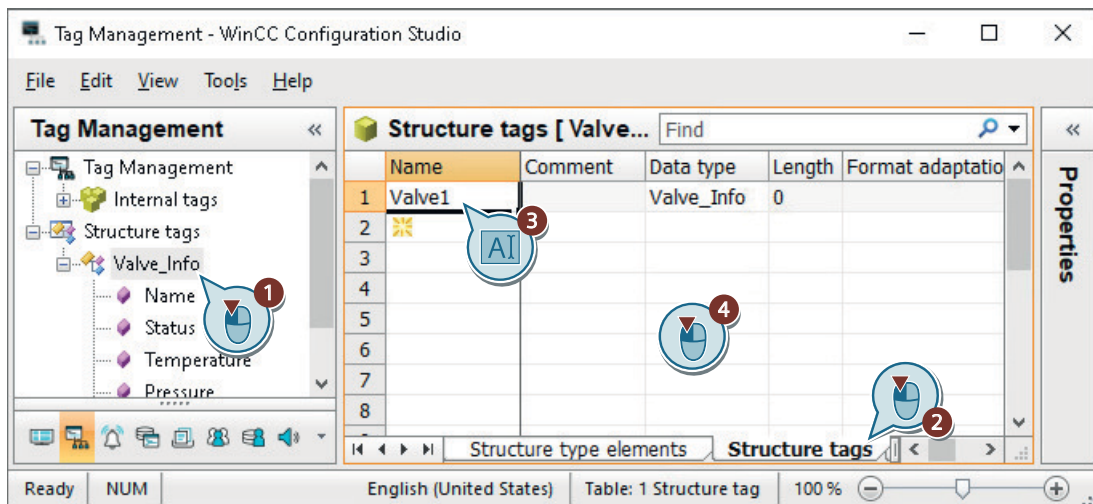 Tag Management - WinCC Configuration Studio
File Edit View Tools Help
Tag Management «
Structure tags [ Valve... Find
«
Properties
Tag Management
Internal tags
Structure tags
Valve_Info
Name
Status
Temperature
Pressure
Name Comment Data type Length Format adaptatio
1 Valve1 Valve_Info 0
2
3
4
5
6
7
8
1
3
AI
4
2
Structure type elements Structure tags
Ready NUM English (United States) Table: 1 Structure tag 100 %